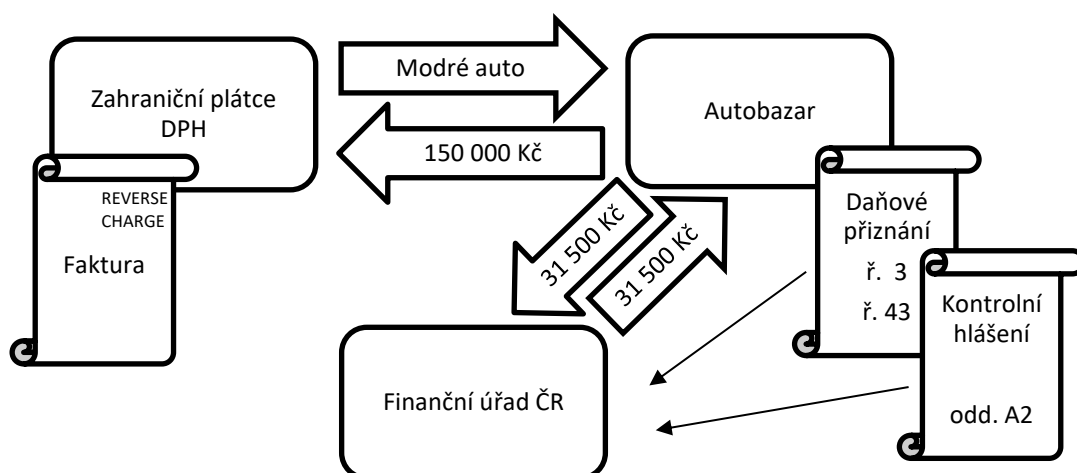 Zahraniční plátce
DPH
REVERSE
CHARGE
Faktura
Modré auto
150 000 Kč
Autobazar
31 500 Kč
31 500 Kč
Daňové
přiznání
ř. 3
ř. 43
Kontrolní
hlášení
odd. A2
Finanční úřad ČR